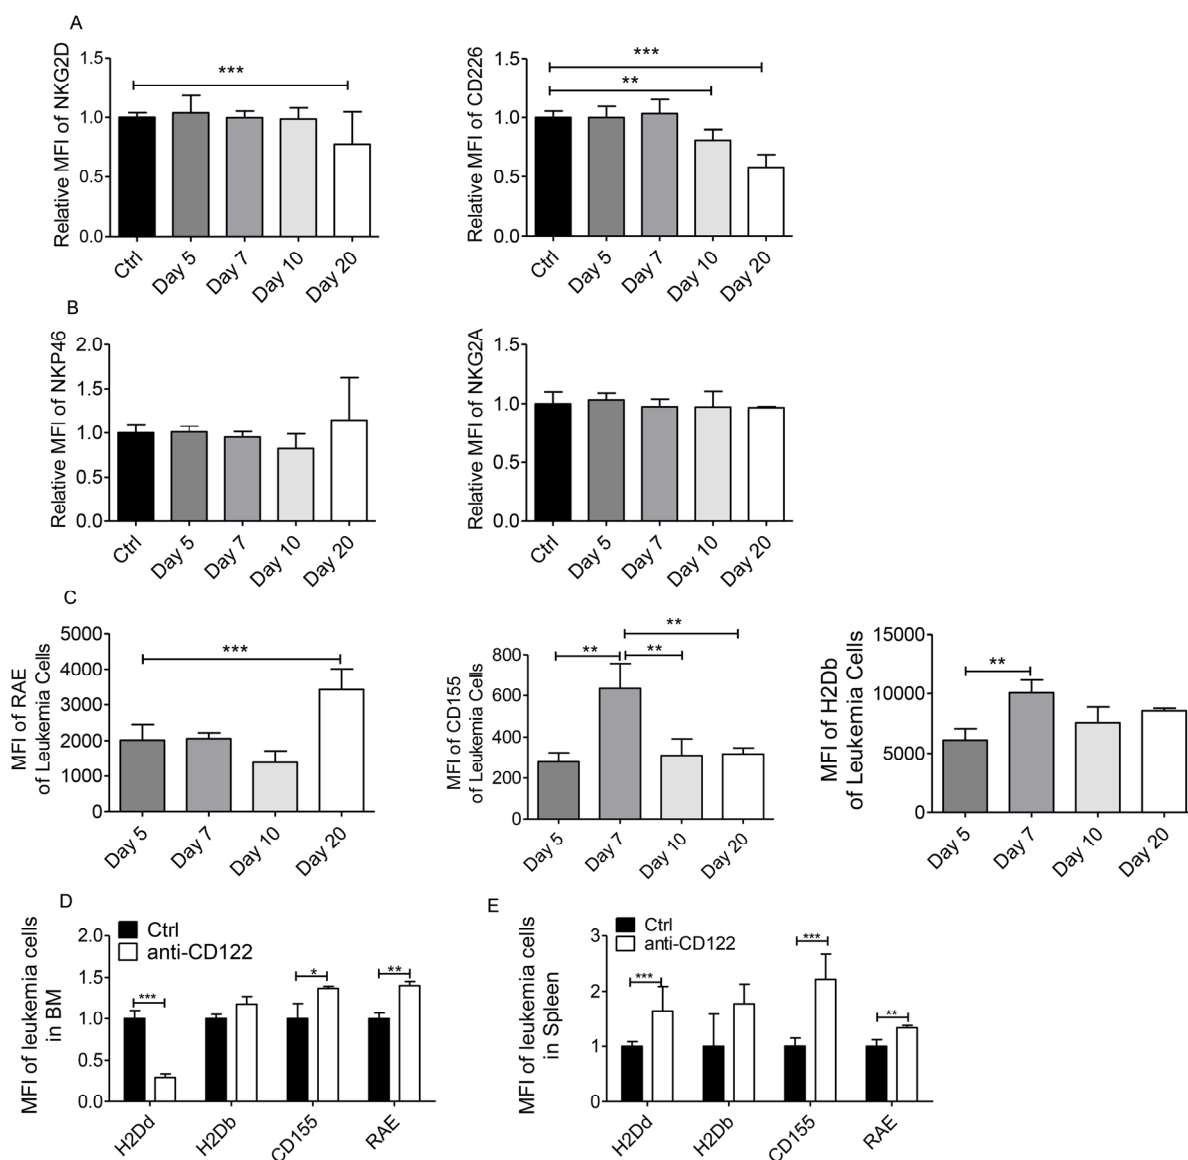 A
Relative MFI of NKG2D
1.5
1.0
0.5
0.0
***
Ctrl
Day 5
Day 7
Day 10
Day 20
Relative MFI of CD226
1.5
1.0
0.5
0.0
***
**
Ctrl
Day 5
Day 7
Day 10
Day 20
B
Relative MFI of NKP46
2.0
1.5
1.0
0.5
0.0
Ctrl
Day 5
Day 7
Day 10
Day 20
Relative MFI of NKG2A
1.5
1.0
0.5
0.0
Ctrl
Day 5
Day 7
Day 10
Day 20
C
MFI of RAE
of Leukemia Cells
5000
4000
3000
2000
1000
0
***
Day 5
Day 7
Day 10
Day 20
MFI of CD155
of Leukemia Cells
800
600
400
200
0
**
**
**
Day 5
Day 7
Day 10
Day 20
MFI of H2Db
of Leukemia Cells
15000
10000
5000
0
**
Day 5
Day 7
Day 10
Day 20
D
MFI of leukemia cells
in BM
Ctrl
anti-CD122
2.0
1.5
1.0
0.5
0.0
***
*
**
H2Dd
H2Db
CD155
RAE
E
MFI of leukemia cells
in Spleen
Ctrl
anti-CD122
3
2
1
0
***
***
**
H2Dd
H2Db
CD155
RAE